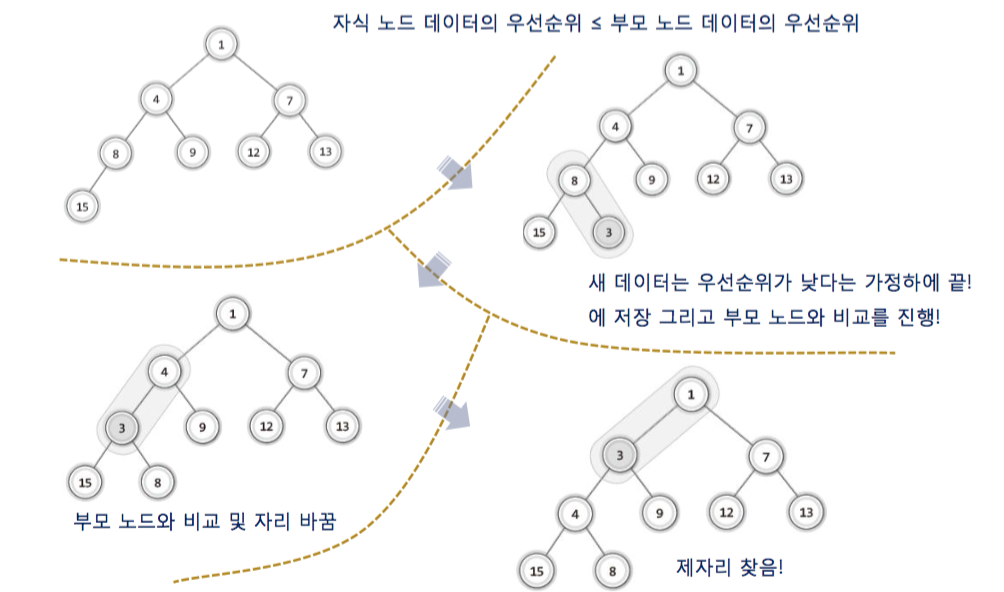 자식 노드 데이터의 우선순위 ≤ 부모 노드 데이터의 우선순위
1
4 7
8 9 12 13
15
1
4 7
8 9 12 13
15 3
새 데이터는 우선순위가 낮다는 가정하에 끝!
에 저장 그리고 부모 노드와 비교를 진행!
1
4 7
3 9 12 13
15 8
부모 노드와 비교 및 자리 바꿈
1
3 7
4 9 12 13
15 8
제자리 찾음!